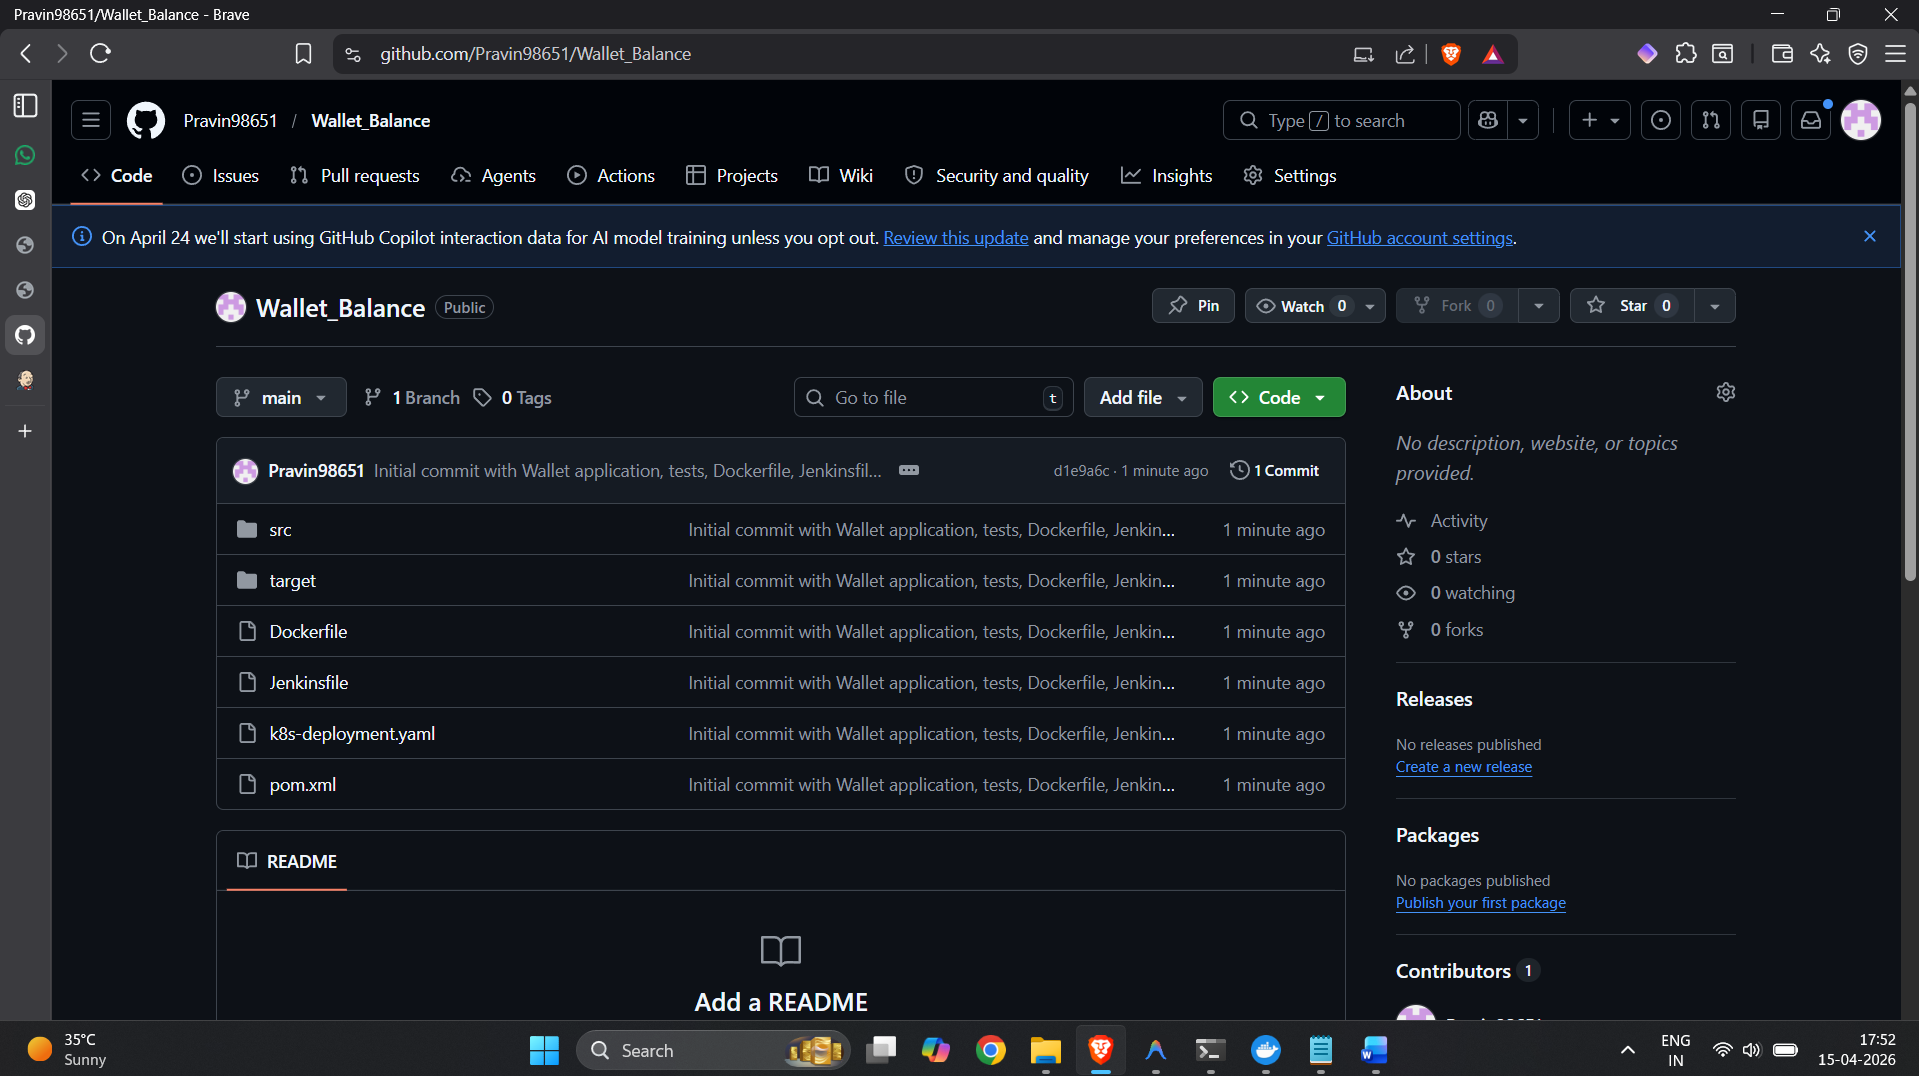 Pravin98651/Wallet_Balance - Brave
github.com/Pravin98651/Wallet_Balance
Pravin98651 / Wallet_Balance
Type / to search
Code
Issues
Pull requests
Agents
Actions
Projects
Wiki
Security and quality
Insights
Settings
On April 24 we'll start using GitHub Copilot interaction data for AI model training unless you opt out. Review this update and manage your preferences in your GitHub account settings.
Wallet_Balance Public
Pin
Watch 0
Fork 0
Star 0
main
1 Branch
0 Tags
Go to file t
Add file
Code
Pravin98651 Initial commit with Wallet application, tests, Dockerfile, Jenkinsfil... d1e9a6c · 1 minute ago 1 Commit
src Initial commit with Wallet application, tests, Dockerfile, Jenkin... 1 minute ago
target Initial commit with Wallet application, tests, Dockerfile, Jenkin... 1 minute ago
Dockerfile Initial commit with Wallet application, tests, Dockerfile, Jenkin... 1 minute ago
Jenkinsfile Initial commit with Wallet application, tests, Dockerfile, Jenkin... 1 minute ago
k8s-deployment.yaml Initial commit with Wallet application, tests, Dockerfile, Jenkin... 1 minute ago
pom.xml Initial commit with Wallet application, tests, Dockerfile, Jenkin... 1 minute ago
README
Add a README
About
No description, website, or topics
provided.
Activity
0 stars
0 watching
0 forks
Releases
No releases published
Create a new release
Packages
No packages published
Publish your first package
Contributors 1
35°C
Sunny
Search
ENG
IN
17:52
15-04-2026